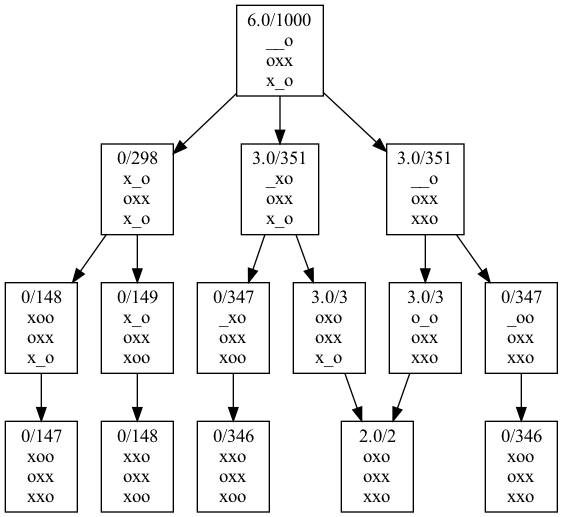 6.0/1000
__o
oxx
x_o
0/298
x_o
oxx
x_o
3.0/351
_xo
oxx
x_o
3.0/351
__o
oxx
xxo
0/148
xoo
oxx
x_o
0/149
x_o
oxx
xoo
0/347
_xo
oxx
xoo
3.0/3
oxo
oxx
x_o
3.0/3
o_o
oxx
xxo
0/347
_oo
oxx
xxo
0/147
xoo
oxx
xxo
0/148
xxo
oxx
xoo
0/346
xxo
oxx
xoo
2.0/2
oxo
oxx
xxo
0/346
xoo
oxx
xxo